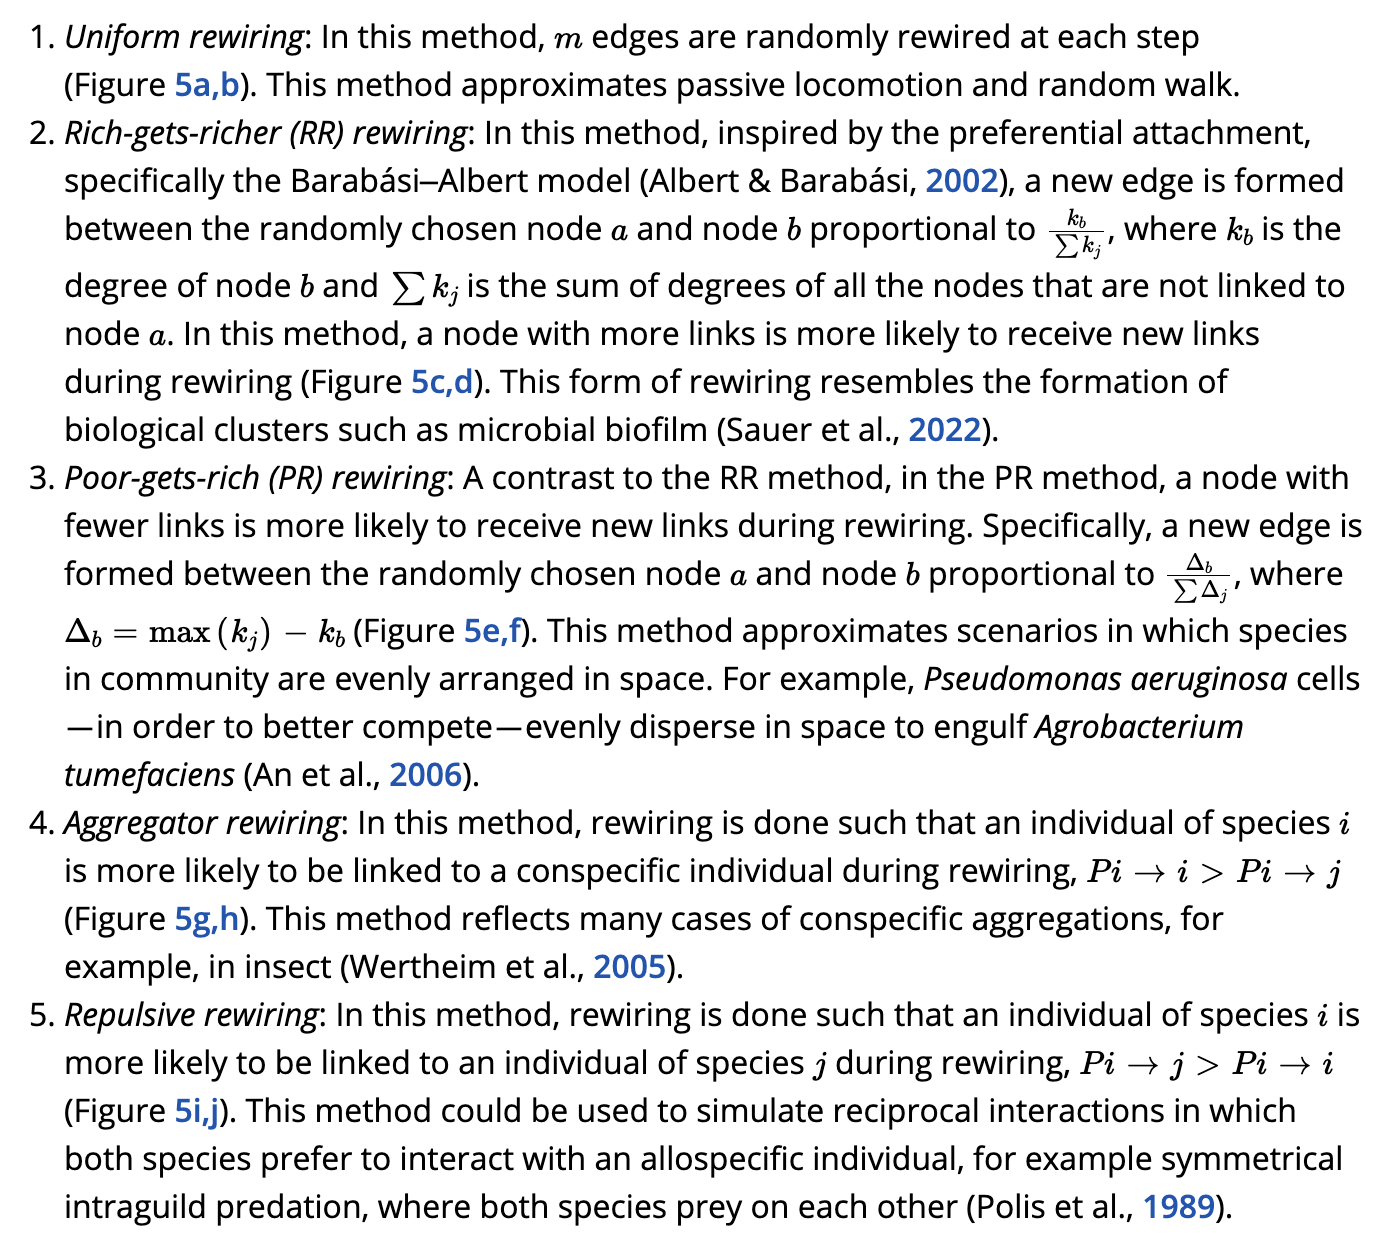 1. Uniform rewiring: In this method, m edges are randomly rewired at each step
(Figure 5a,b). This method approximates passive locomotion and random walk.
2. Rich-gets-richer (RR) rewiring: In this method, inspired by the preferential attachment,
specifically the Barabási–Albert model (Albert & Barabási, 2002), a new edge is formed
between the randomly chosen node a and node b proportional to k_b/∑k_j, where k_b is the
degree of node b and ∑ k_j is the sum of degrees of all the nodes that are not linked to
node a. In this method, a node with more links is more likely to receive new links
during rewiring (Figure 5c,d). This form of rewiring resembles the formation of
biological clusters such as microbial biofilm (Sauer et al., 2022).
3. Poor-gets-rich (PR) rewiring: A contrast to the RR method, in the PR method, a node with
fewer links is more likely to receive new links during rewiring. Specifically, a new edge is
formed between the randomly chosen node a and node b proportional to Δ_b/∑Δ_j, where
Δ_b = max (k_j) − k_b (Figure 5e,f). This method approximates scenarios in which species
in community are evenly arranged in space. For example, Pseudomonas aeruginosa cells
—in order to better compete—evenly disperse in space to engulf Agrobacterium
tumefaciens (An et al., 2006).
4. Aggregator rewiring: In this method, rewiring is done such that an individual of species i
is more likely to be linked to a conspecific individual during rewiring, Pi → i > Pi → j
(Figure 5g,h). This method reflects many cases of conspecific aggregations, for
example, in insect (Wertheim et al., 2005).
5. Repulsive rewiring: In this method, rewiring is done such that an individual of species i is
more likely to be linked to an individual of species j during rewiring, Pi → j > Pi → i
(Figure 5i,j). This method could be used to simulate reciprocal interactions in which
both species prefer to interact with an allospecific individual, for example symmetrical
intraguild predation, where both species prey on each other (Polis et al., 1989).